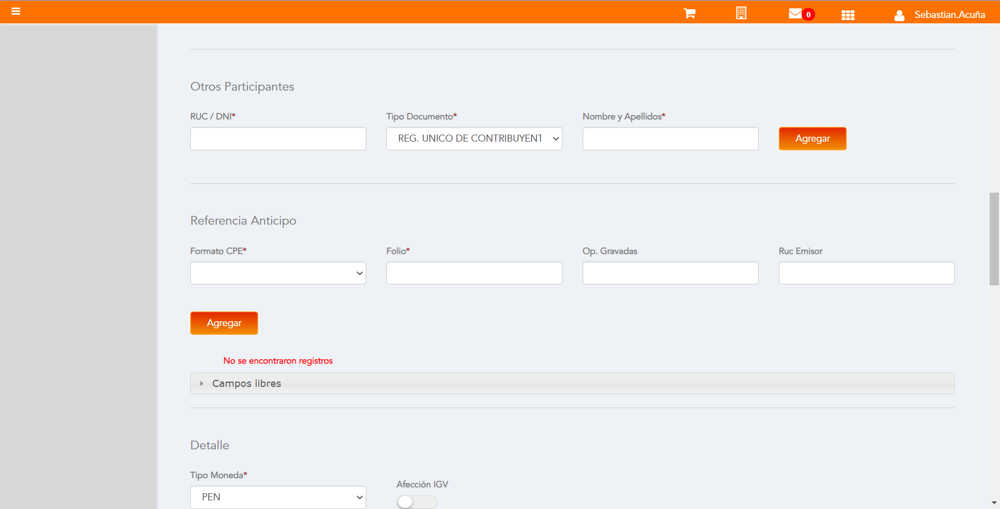 0
Sebastian.Acuña
Otros Participantes
RUC / DNI*
Tipo Documento*
Nombre y Apellidos*
REG. UNICO DE CONTRIBUYENT
Agregar
Referencia Anticipo
Formato CPE*
Folio*
Op. Gravadas
Ruc Emisor
Agregar
No se encontraron registros
Campos libres
Detalle
Tipo Moneda*
Afección IGV
PEN